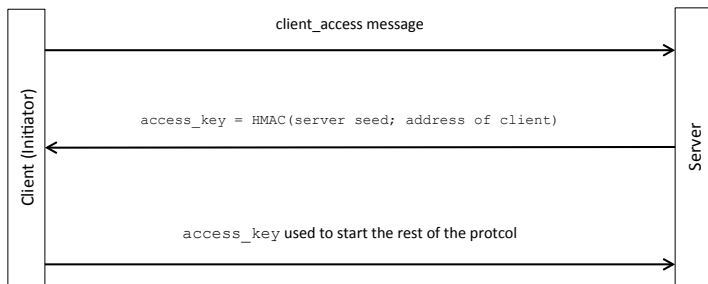 client_access message
Client (Initiator)
access_key = HMAC(server seed; address of client)
Server
access_key used to start the rest of the protcol